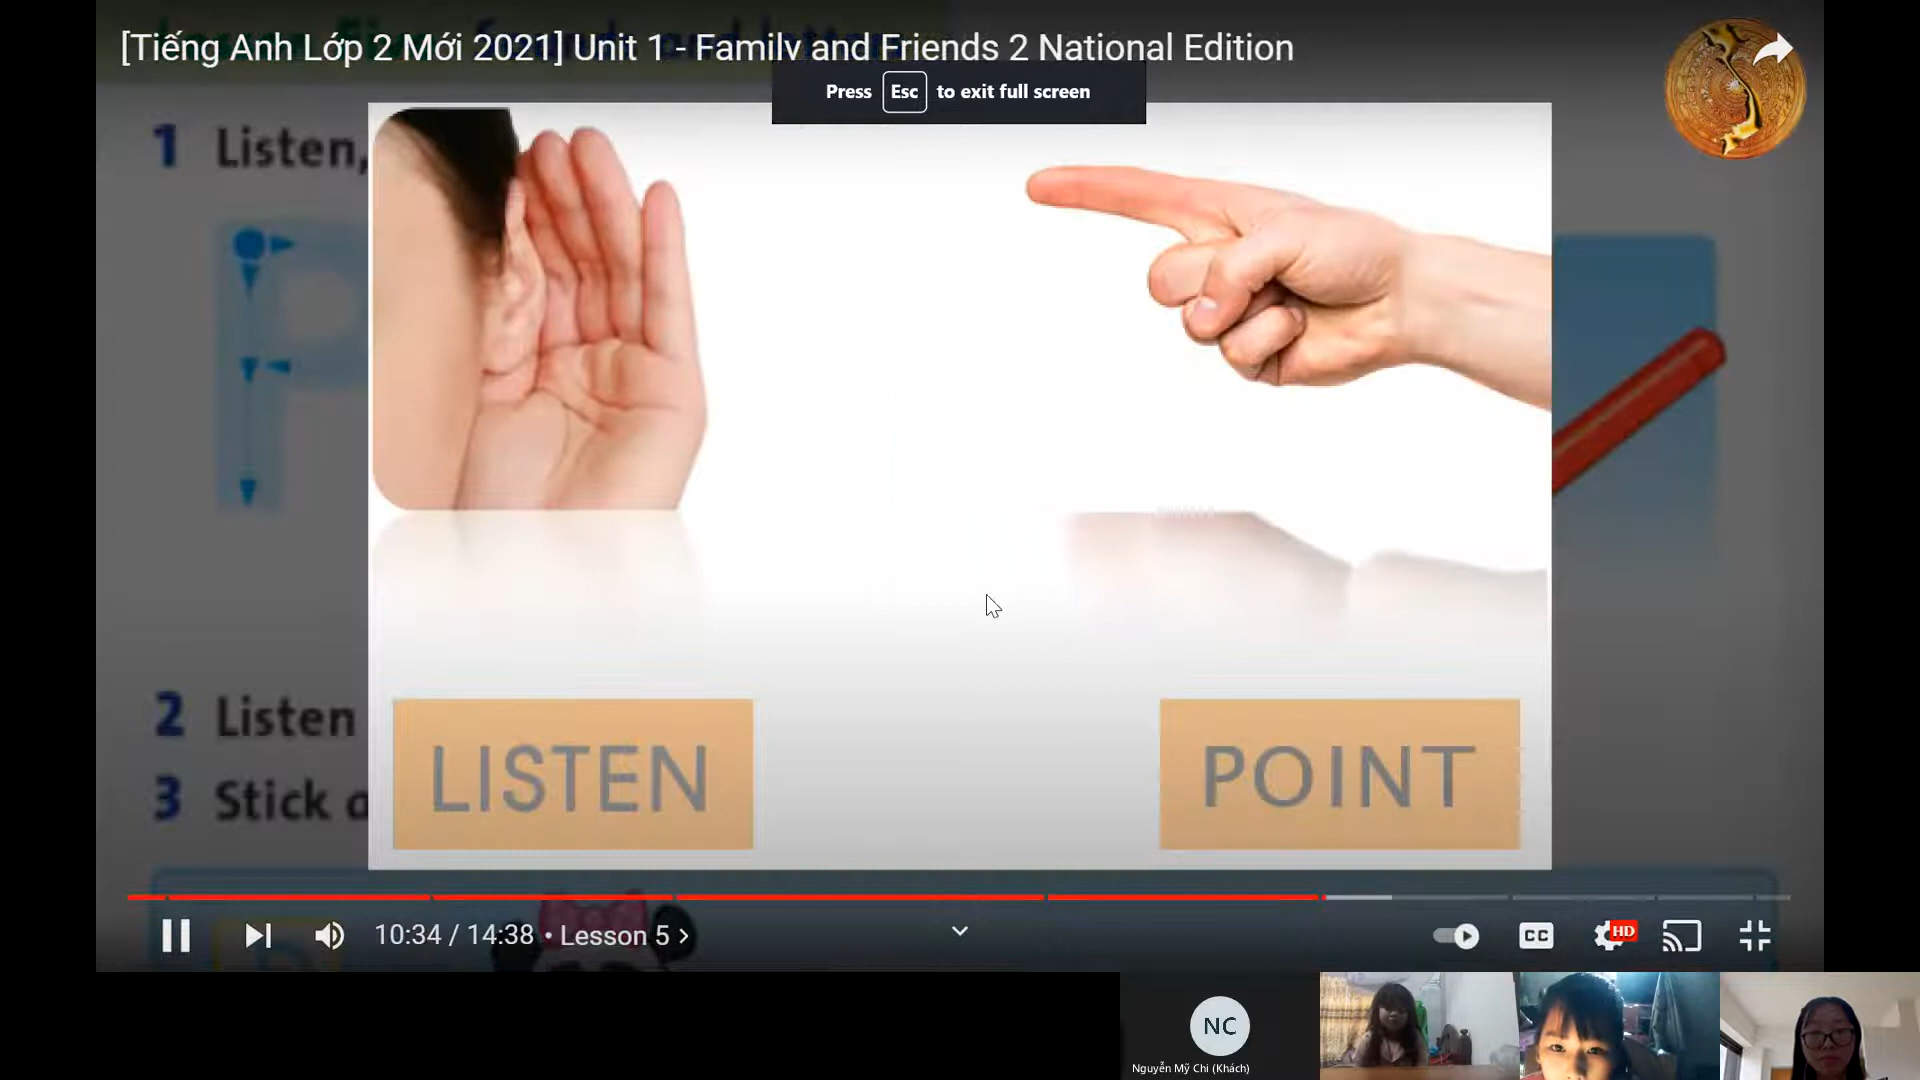 [Tiếng Anh Lớp 2 Mới 2021] Unit 1 - Family and Friends 2 National Edition
Press Esc to exit full screen
1 Listen,
LISTEN
POINT
2 Listen
3 Stick a
10:34 / 14:38 • Lesson 5 >
CC
HD
NC
Nguyễn Mỹ Chi (Khách)